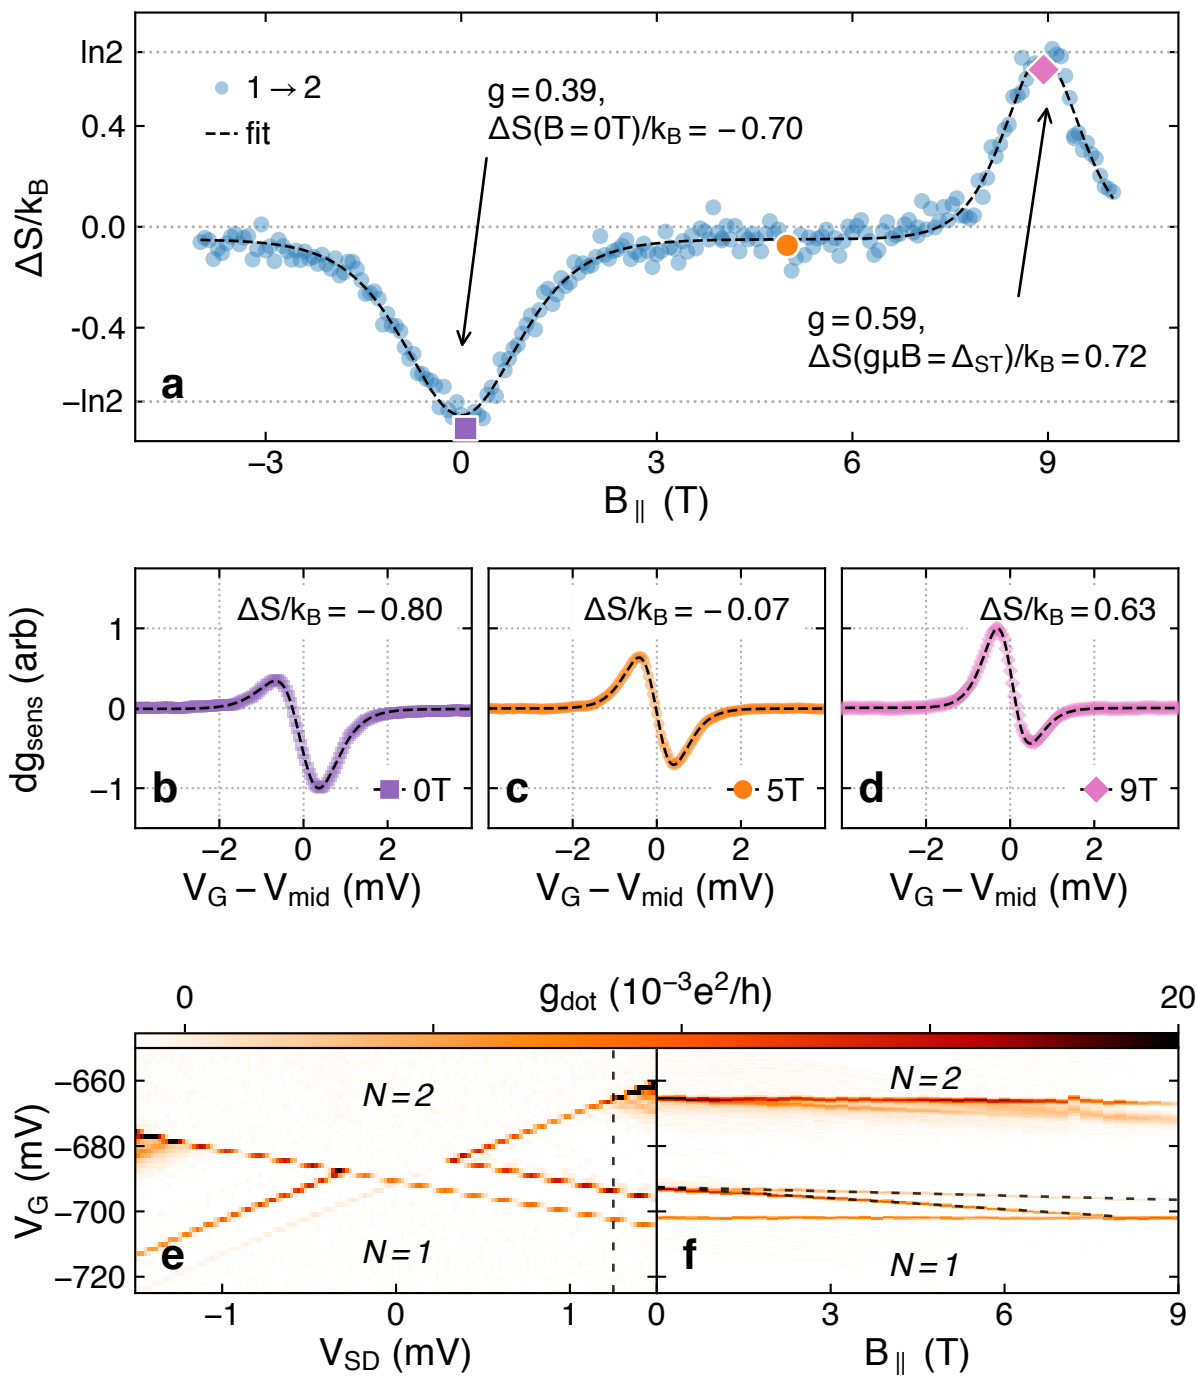 ln2
0.4
0.0
-0.4
−ln2
ΔS/k_B
1→2
fit
g=0.39,
ΔS(B=0T)/k_B=−0.70
g=0.59,
ΔS(gμB=Δ_ST)/k_B=0.72
a
−3 0 3 6 9
B_∥ (T)
dg_sens (arb)
1
0
−1
ΔS/k_B=−0.80
b
0T
−2 0 2
V_G−V_mid (mV)
ΔS/k_B=−0.07
c
5T
−2 0 2
V_G−V_mid (mV)
ΔS/k_B=0.63
d
9T
−2 0 2
V_G−V_mid (mV)
0 g_dot (10⁻³e²/h) 20
V_G (mV)
−660
−680
−700
−720
N=2
N=1
e
−1 0 1
V_SD (mV)
N=2
N=1
f
0 3 6 9
B_∥ (T)